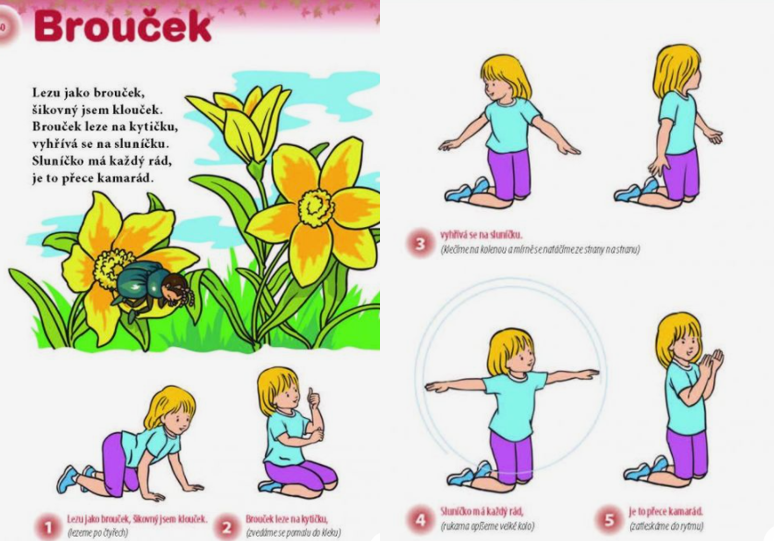 Brouček
Lezu jako brouček,
šikovný jsem klouček.
Brouček leze na kytičku,
vyhřívá se na sluníčku.
Sluníčko má každý rád,
je to přece kamarád.
1 Lezu jako brouček, šikovný jsem klouček.
(lezeme po čtyřech)
2 Brouček leze na kytičku,
(zvedáme se pomalu do kleku)
3 vyhřívá se na sluníčku.
(klečíme na kolenou a mírně se natáčíme ze strany na stranu)
4 Sluníčko má každý rád,
(rukama opíšeme velké kolo)
5 je to přece kamarád.
(zatleskáme do rytmu)